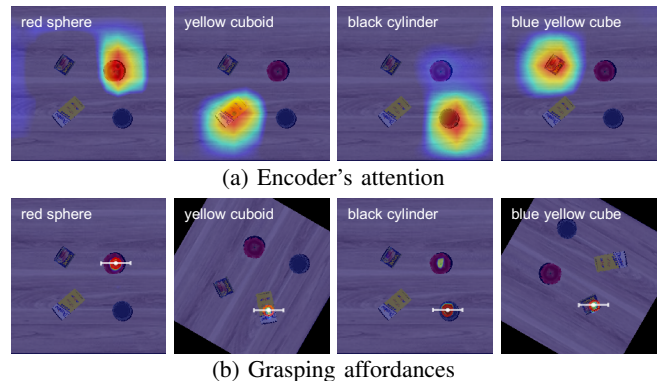 red sphere yellow cuboid black cylinder blue yellow cube
(a) Encoder's attention
red sphere yellow cuboid black cylinder blue yellow cube
(b) Grasping affordances